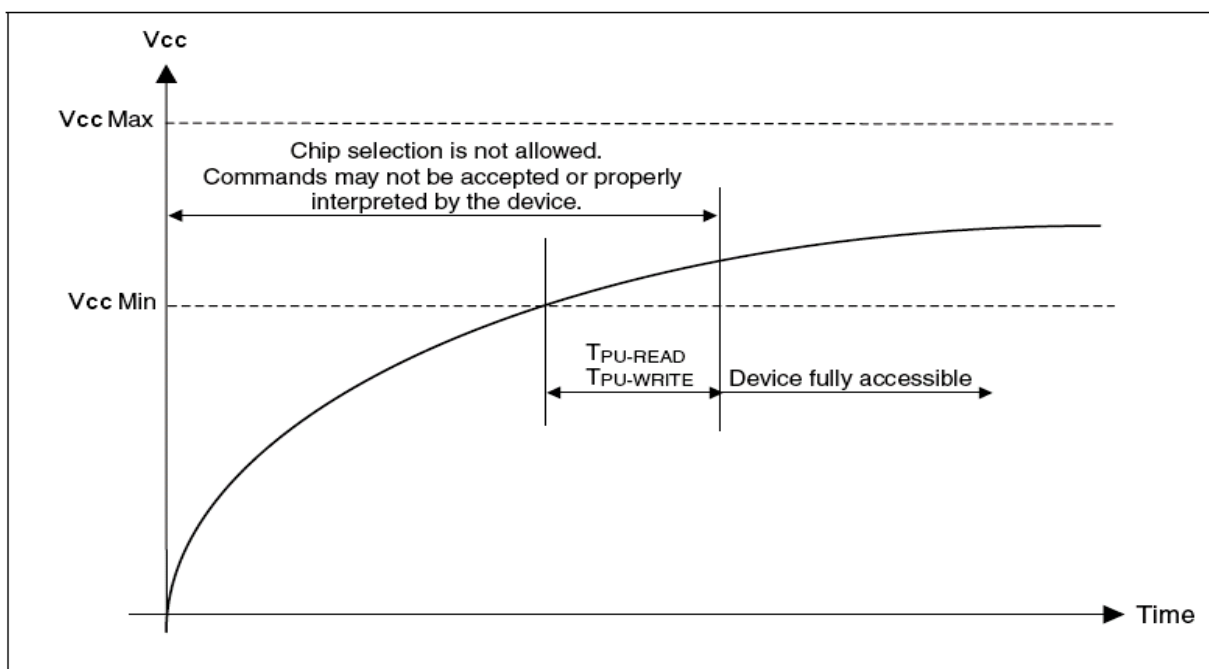 Vcc
Vcc Max
Chip selection is not allowed.
Commands may not be accepted or properly
interpreted by the device.
Vcc Min
TPU-READ
TPU-WRITE
Device fully accessible
Time